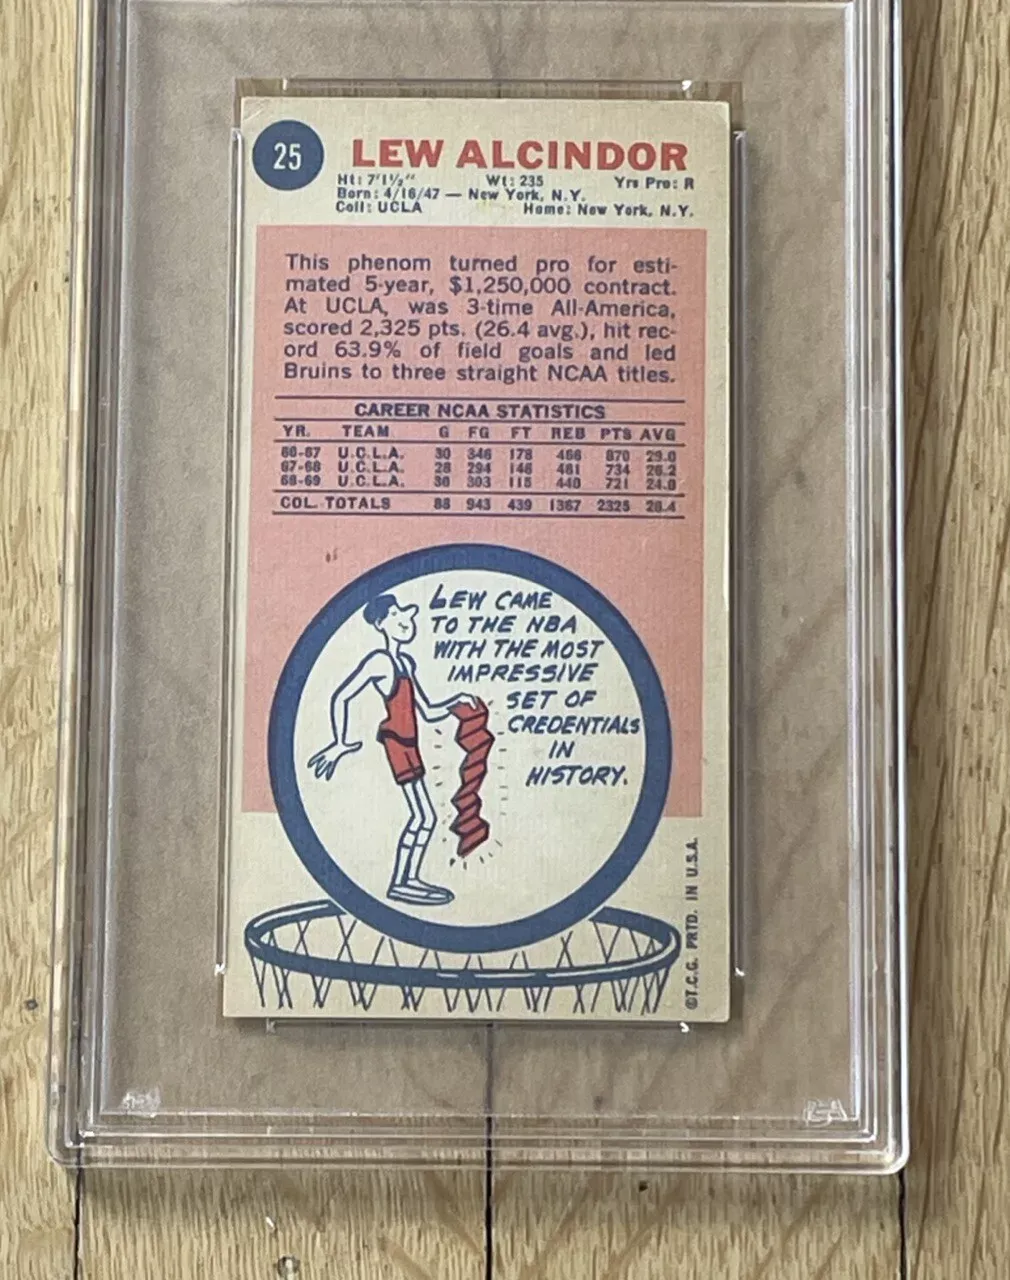 25
LEW ALCINDOR
Ht: 7'1½" Wt: 235 Yrs Pro: R
Born: 4/16/47 — New York, N.Y.
Coll: UCLA Home: New York, N.Y.
This phenom turned pro for esti-
mated 5-year, $1,250,000 contract.
At UCLA, was 3-time All-America,
scored 2,325 pts. (26.4 avg.), hit rec-
ord 63.9% of field goals and led
Bruins to three straight NCAA titles.
CAREER NCAA STATISTICS
YR. TEAM G FG FT REB PTS AVG
66-67 U.C.L.A. 30 346 178 466 870 29.0
67-68 U.C.L.A. 28 294 146 461 734 26.2
68-69 U.C.L.A. 30 303 115 440 721 24.0
COL. TOTALS 88 943 439 1367 2325 26.4
LEW CAME
TO THE NBA
WITH THE MOST
IMPRESSIVE
SET OF
CREDENTIALS
IN
HISTORY.
©T.C.G. PRTD. IN U.S.A.
PSA